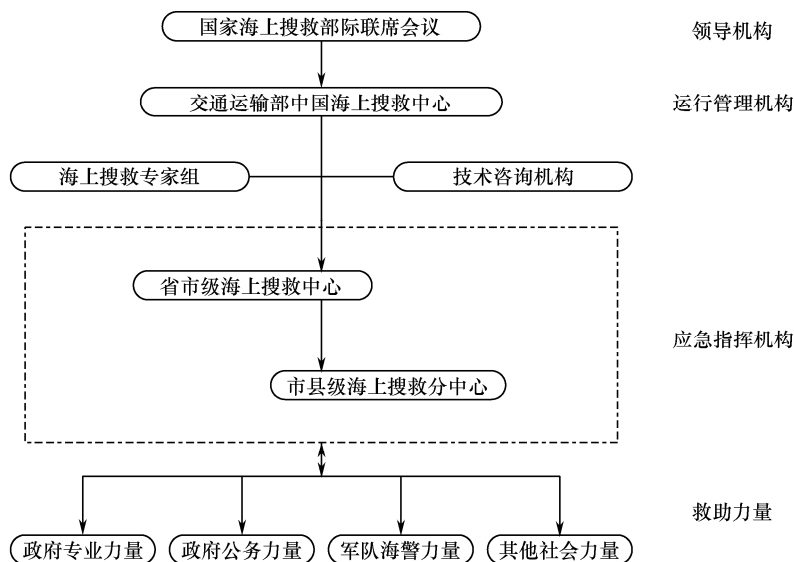 国家海上搜救部际联席会议
领导机构
交通运输部中国海上搜救中心
运行管理机构
海上搜救专家组
技术咨询机构
省市级海上搜救中心
应急指挥机构
市县级海上搜救分中心
救助力量
政府专业力量
政府公务力量
军队海警力量
其他社会力量